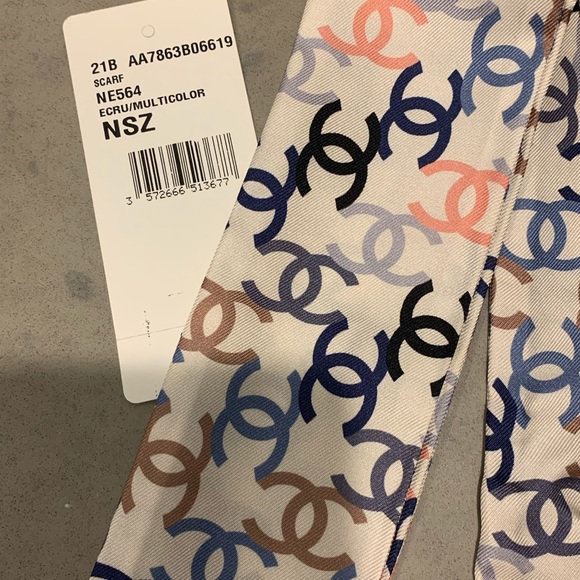 21B AA7863B06619
SCARF
NE564
ECRU/MULTICOLOR
NSZ
3 572666 513677